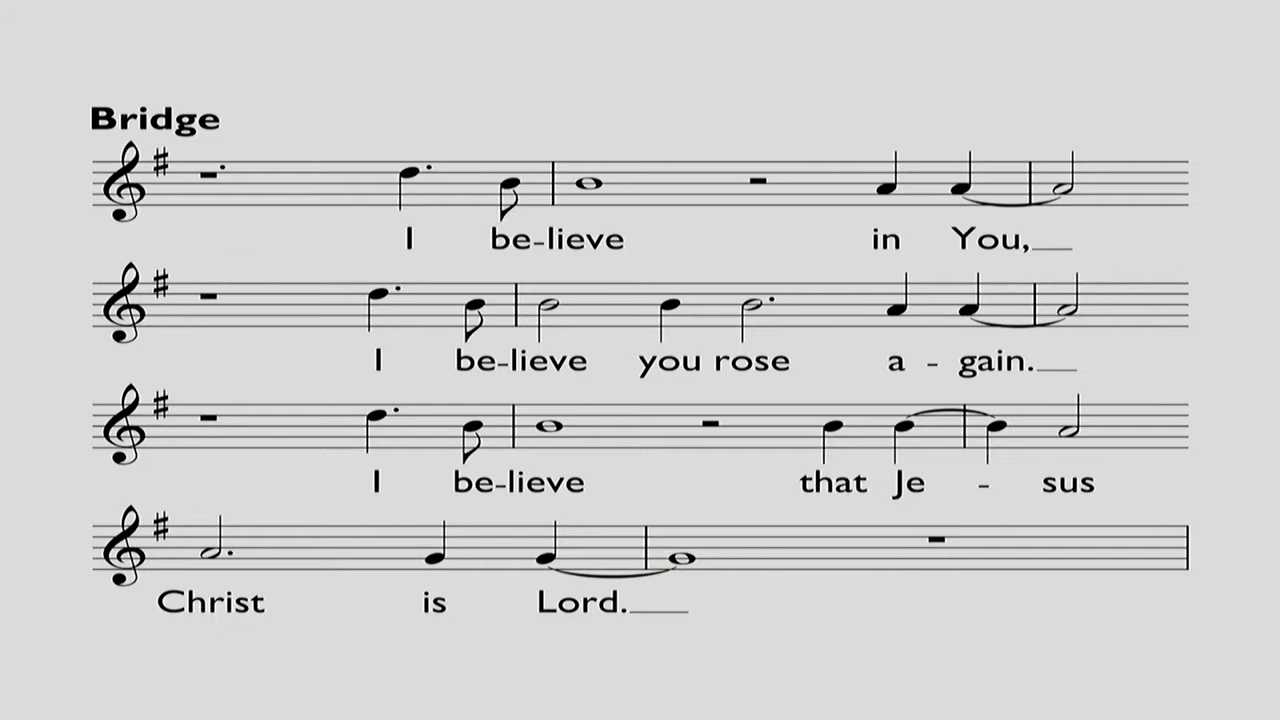 Bridge
I be-lieve in You,
I be-lieve you rose a - gain.
I be-lieve that Je - sus
Christ is Lord.